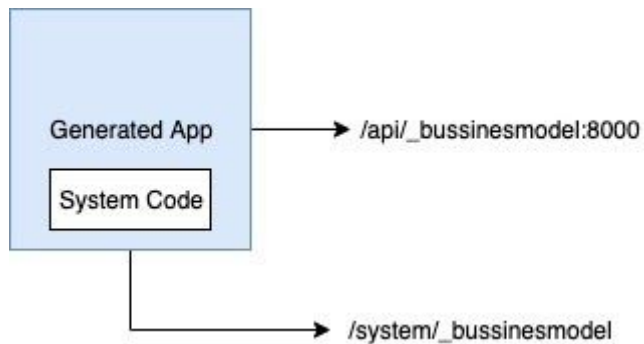 Generated App
/api/_bussinesmodel:8000
System Code
/system/_bussinesmodel